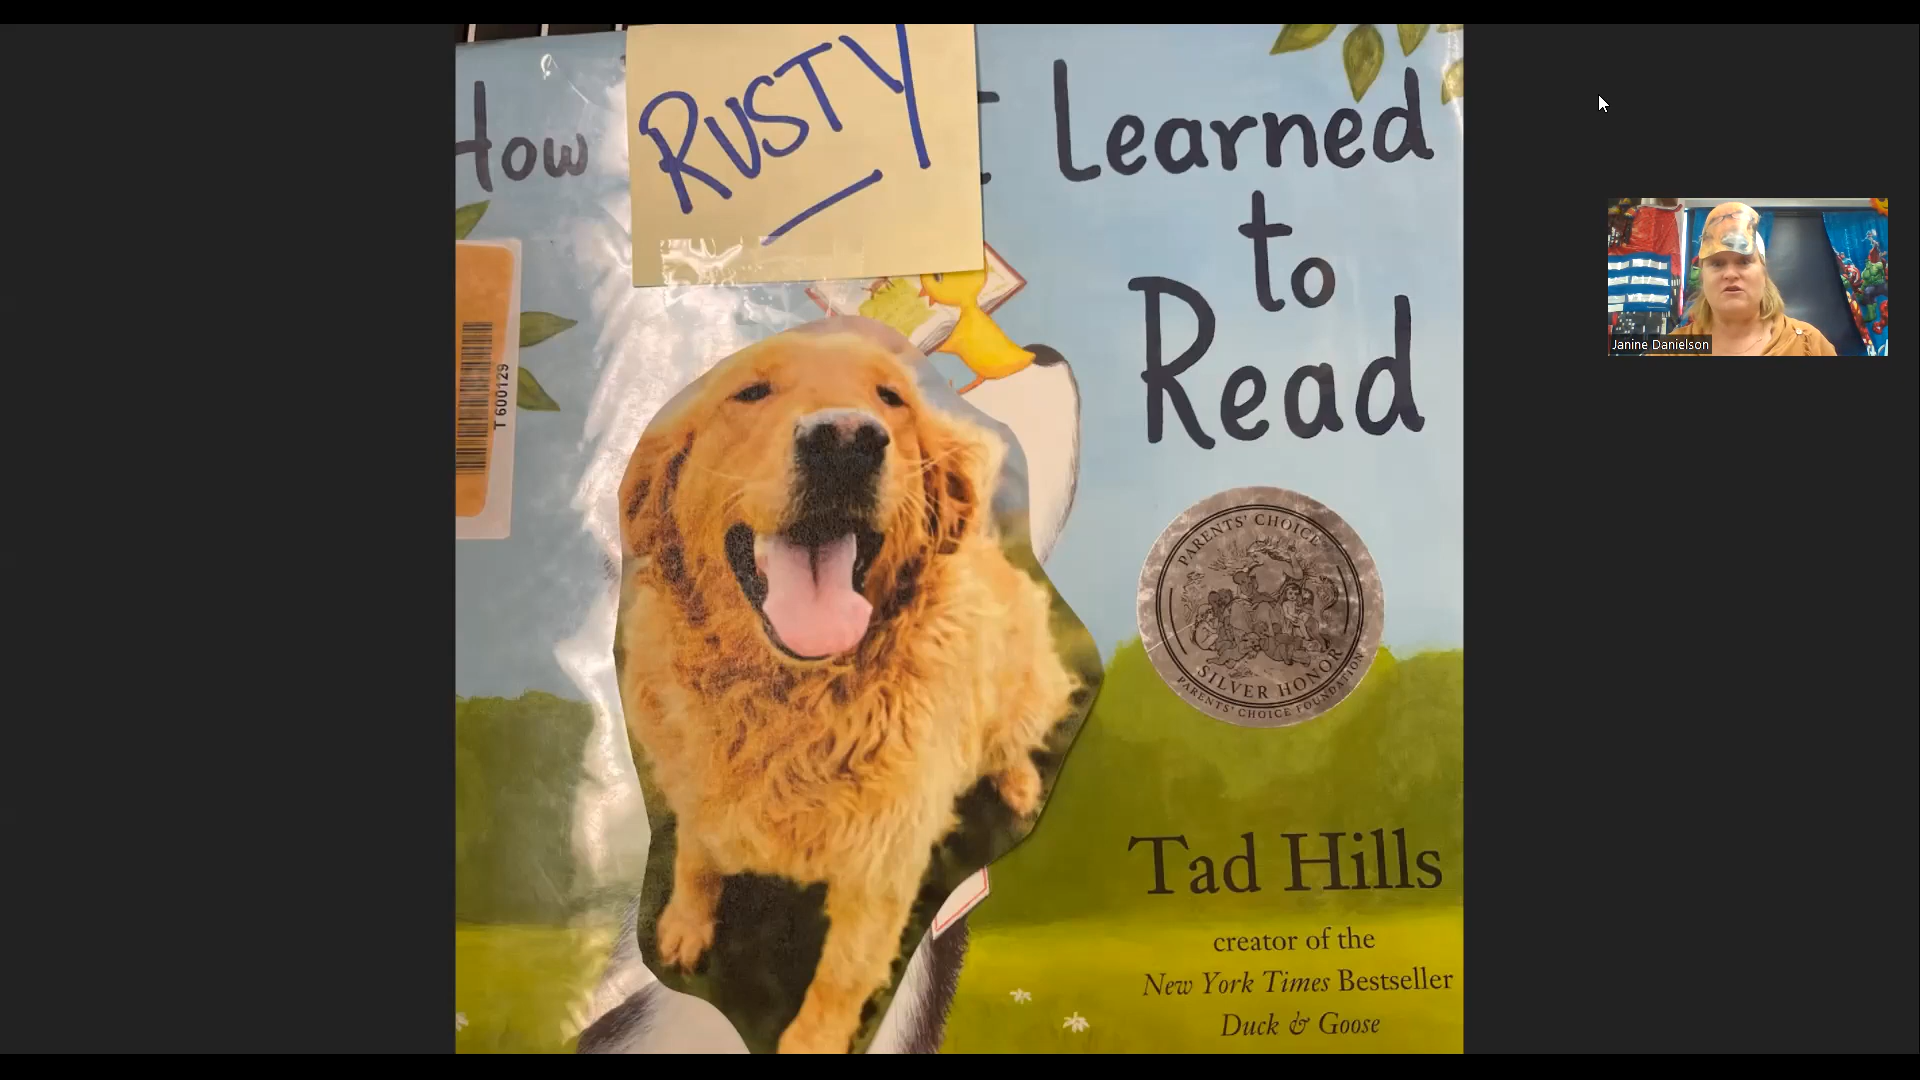 How RUSTY t Learned
to
Read
T 600129
PARENTS' CHOICE
SILVER HONOR
PARENTS' CHOICE FOUNDATION
Tad Hills
creator of the
New York Times Bestseller
Duck & Goose
Janine Danielson